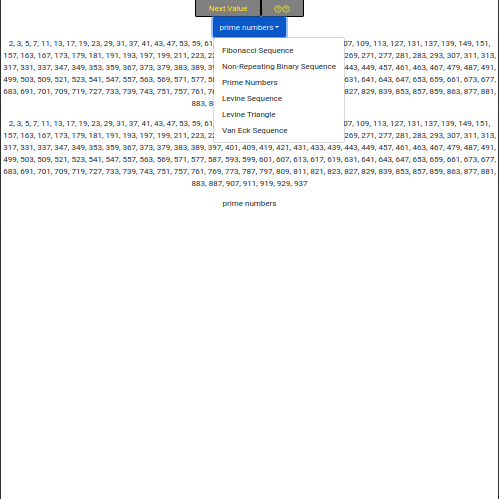 Next Value
prime numbers
2, 3, 5, 7, 11, 13, 17, 19, 23, 29, 31, 37, 41, 43, 47, 53, 59, 61 07, 109, 113, 127, 131, 137, 139, 149, 151,
157, 163, 167, 173, 179, 181, 191, 193, 197, 199, 211, 223, 22 269, 271, 277, 281, 283, 293, 307, 311, 313,
317, 331, 337, 347, 349, 353, 359, 367, 373, 379, 383, 389, 39 443, 449, 457, 461, 463, 467, 479, 487, 491,
499, 503, 509, 521, 523, 541, 547, 557, 563, 569, 571, 577, 58 631, 641, 643, 647, 653, 659, 661, 673, 677,
683, 691, 701, 709, 719, 727, 733, 739, 743, 751, 757, 761, 76 827, 829, 839, 853, 857, 859, 863, 877, 881,
883, 8
Fibonacci Sequence
Non-Repeating Binary Sequence
Prime Numbers
Levine Sequence
Levine Triangle
Van Eck Sequence
2, 3, 5, 7, 11, 13, 17, 19, 23, 29, 31, 37, 41, 43, 47, 53, 59, 61 07, 109, 113, 127, 131, 137, 139, 149, 151,
157, 163, 167, 173, 179, 181, 191, 193, 197, 199, 211, 223, 22 269, 271, 277, 281, 283, 293, 307, 311, 313,
317, 331, 337, 347, 349, 353, 359, 367, 373, 379, 383, 389, 397, 401, 409, 419, 421, 431, 433, 439, 443, 449, 457, 461, 463, 467, 479, 487, 491,
499, 503, 509, 521, 523, 541, 547, 557, 563, 569, 571, 577, 587, 593, 599, 601, 607, 613, 617, 619, 631, 641, 643, 647, 653, 659, 661, 673, 677,
683, 691, 701, 709, 719, 727, 733, 739, 743, 751, 757, 761, 769, 773, 787, 797, 809, 811, 821, 823, 827, 829, 839, 853, 857, 859, 863, 877, 881,
883, 887, 907, 911, 919, 929, 937
prime numbers